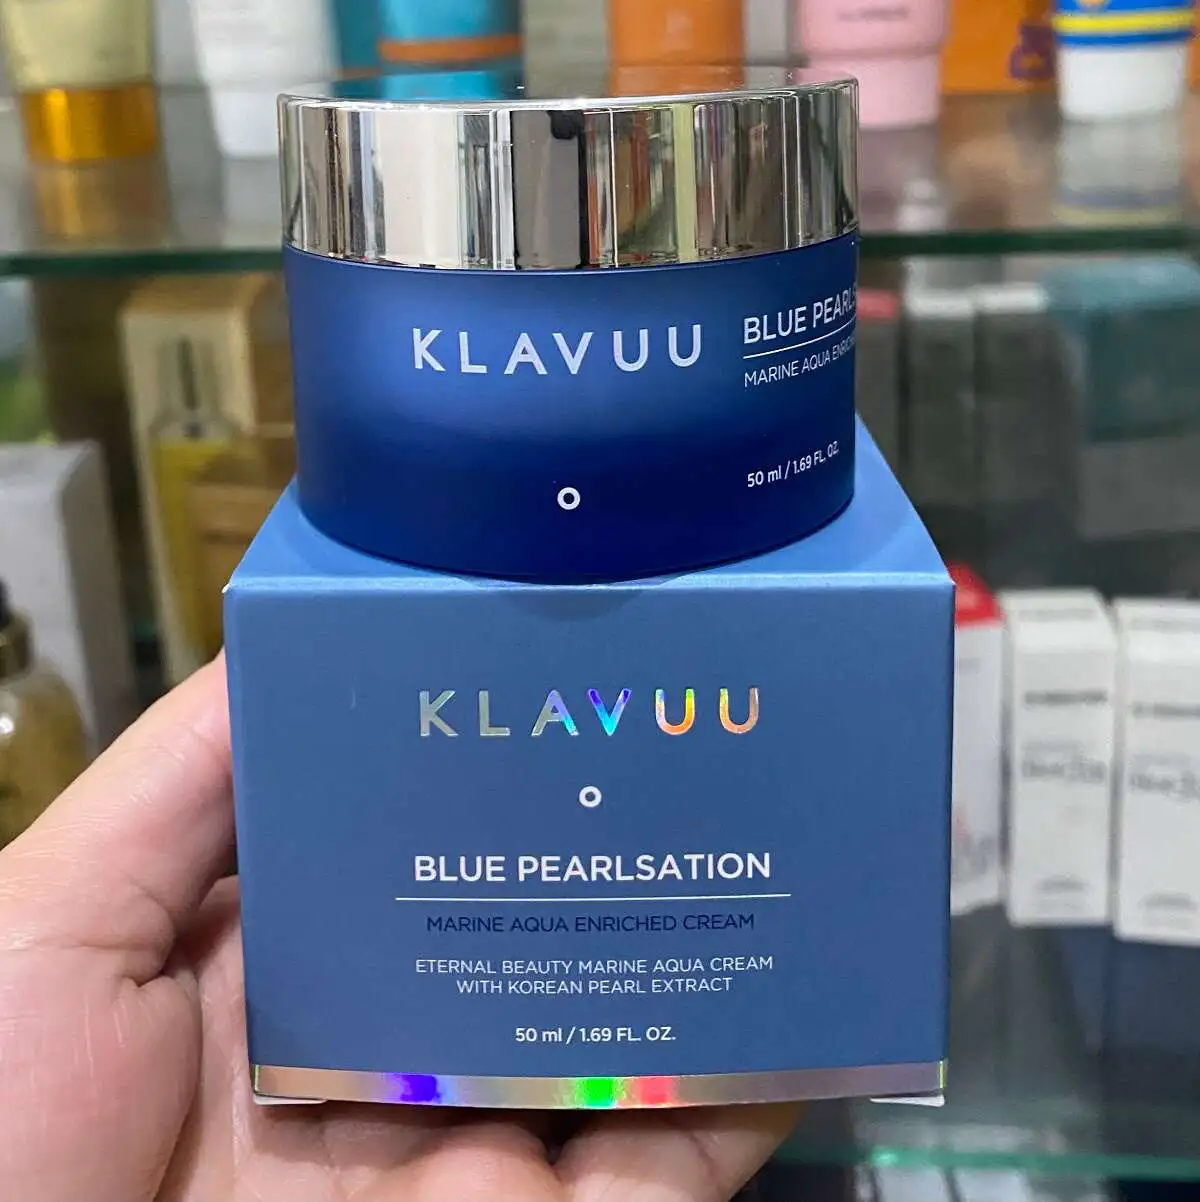 KLAVUU
BLUE PEARLS
MARINE AQUA ENRICHED
50 ml / 1.69 FL. OZ.
KLAVUU
BLUE PEARLSATION
MARINE AQUA ENRICHED CREAM
ETERNAL BEAUTY MARINE AQUA CREAM
WITH KOREAN PEARL EXTRACT
50 ml / 1.69 FL. OZ.